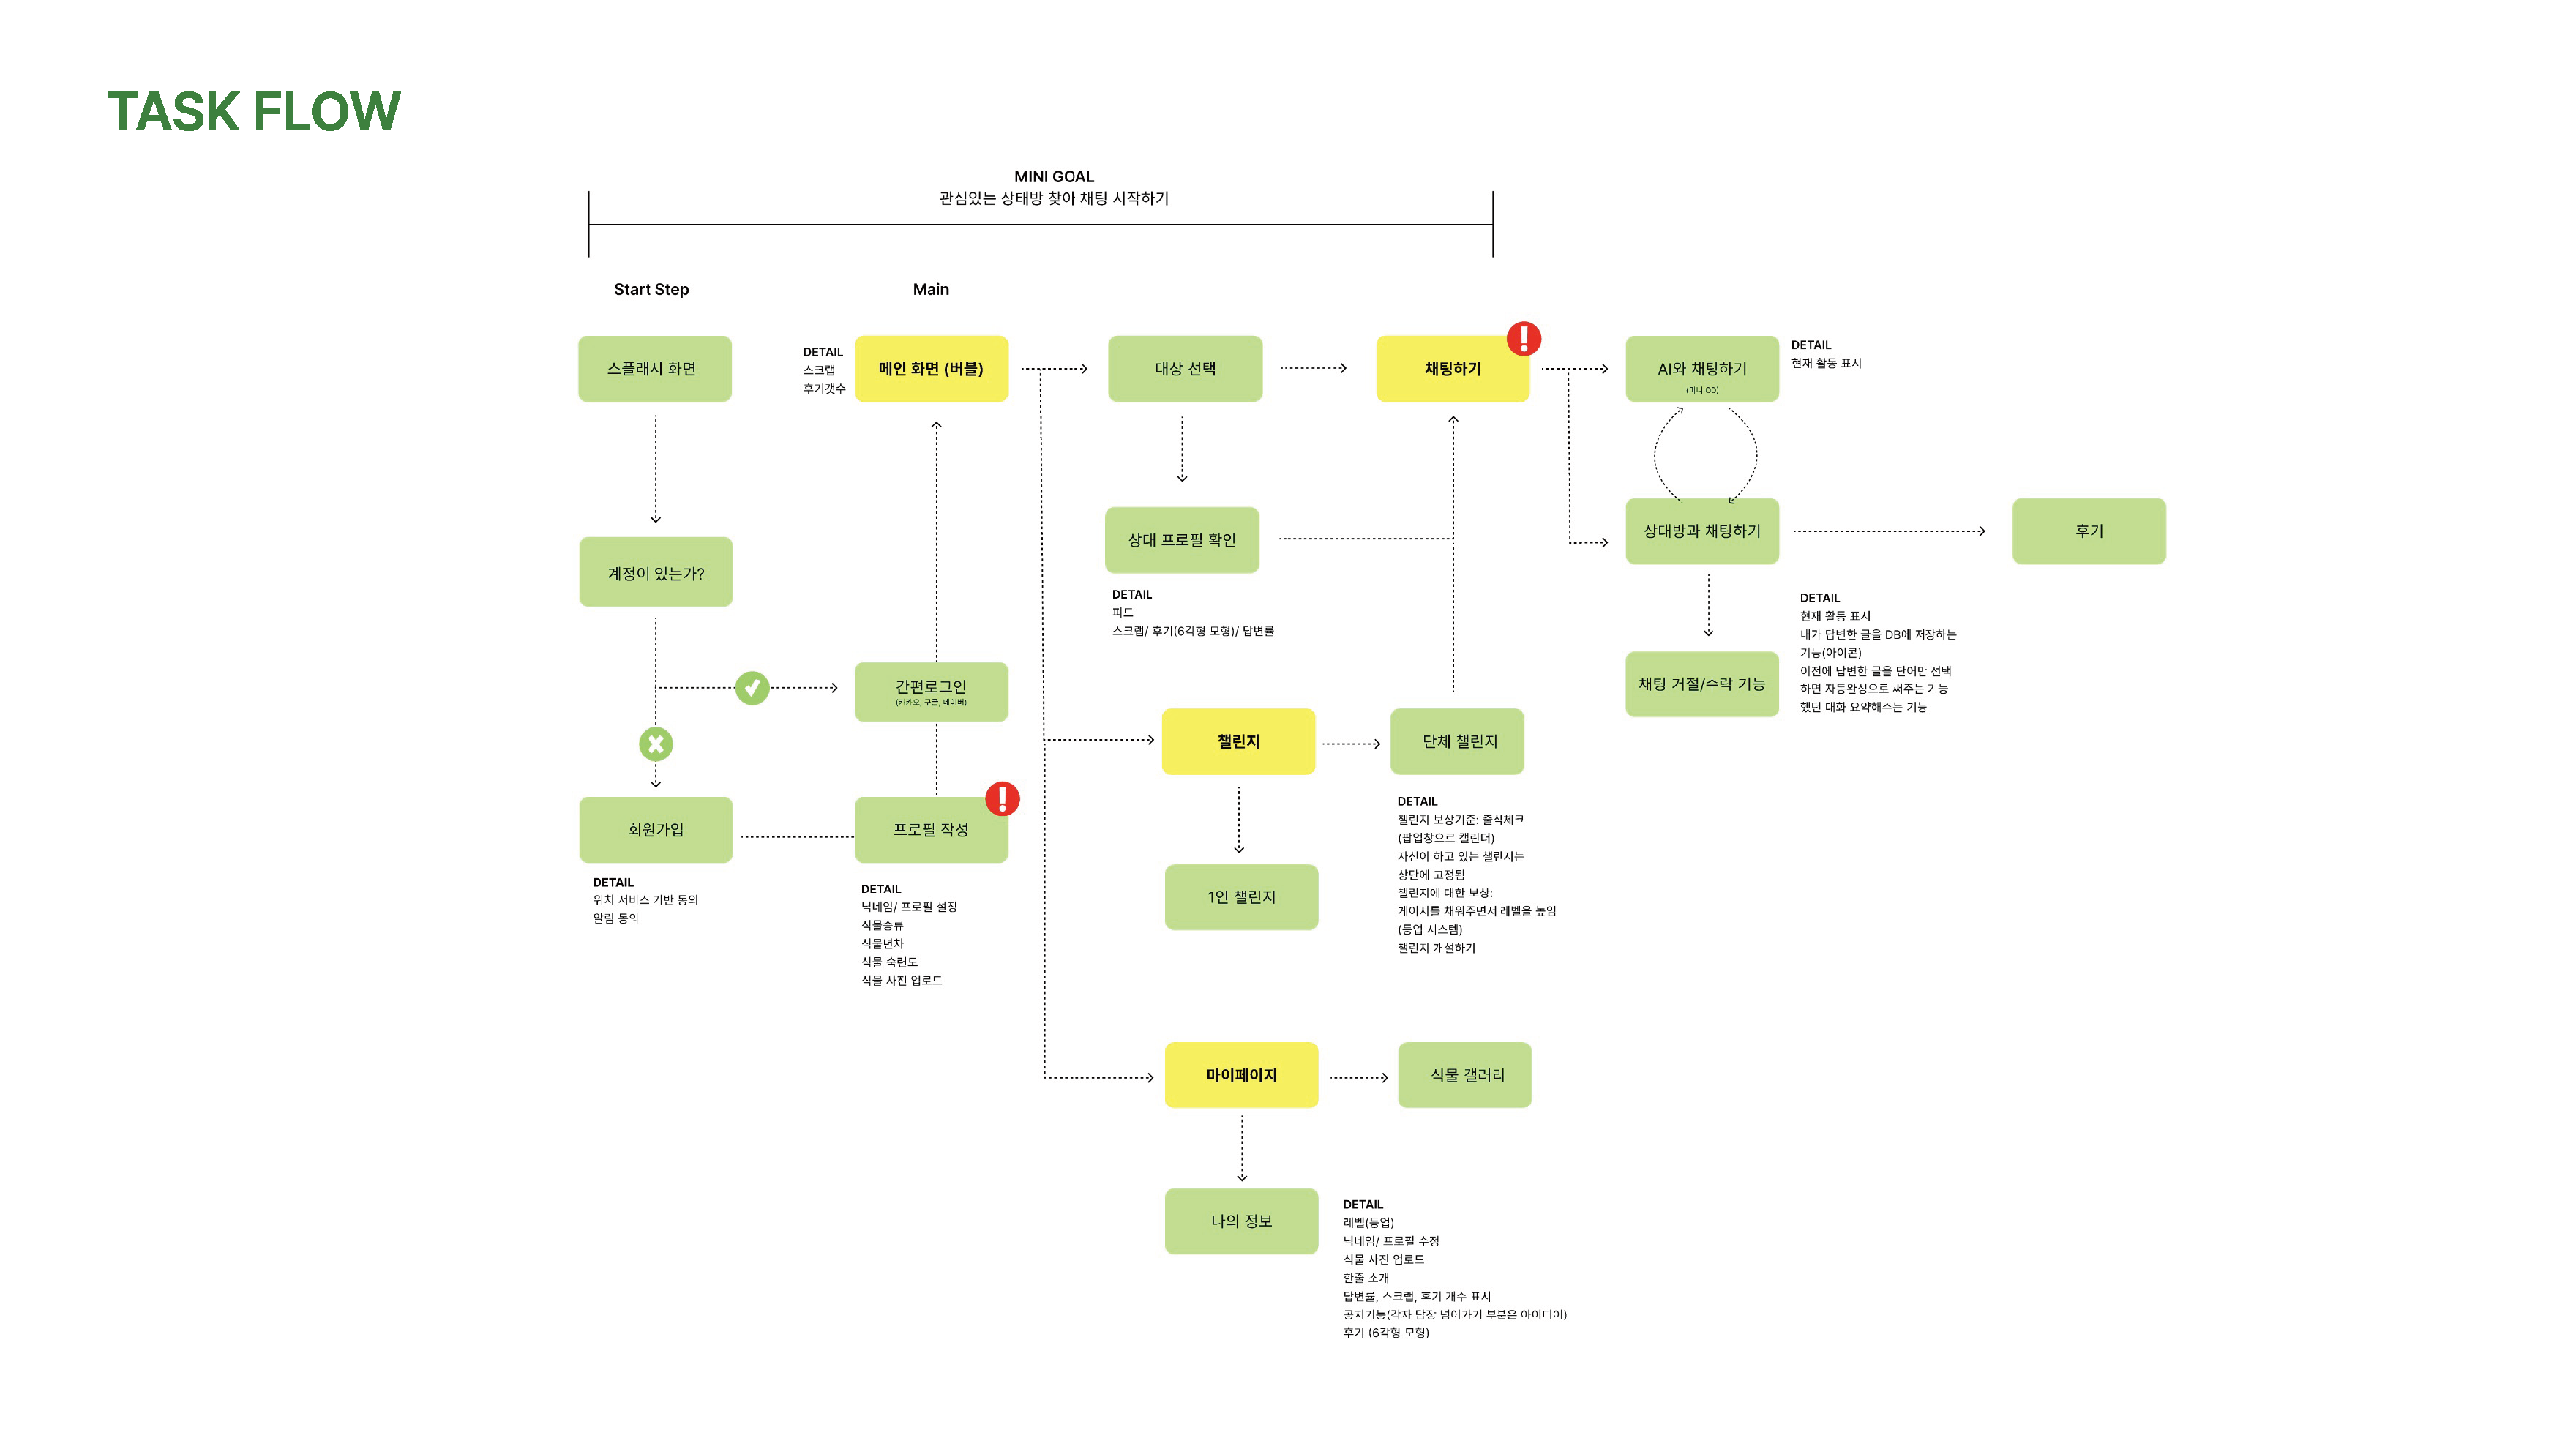 TASK FLOW
MINI GOAL
관심있는 상태방 찾아 채팅 시작하기
Start Step
Main
스플래시 화면
DETAIL
스크랩
후기갯수
메인 화면 (버블)
대상 선택
채팅하기
AI와 채팅하기
(미니 OO)
DETAIL
현재 활동 표시
계정이 있는가?
상대 프로필 확인
DETAIL
피드
스크랩/ 후기(6각형 모형)/ 답변률
상대방과 채팅하기
후기
DETAIL
현재 활동 표시
내가 답변한 글을 DB에 저장하는
기능(아이콘)
이전에 답변한 글을 단어만 선택
하면 자동완성으로 써주는 기능
했던 대화 요약해주는 기능
채팅 거절/수락 기능
간편로그인
(카카오, 구글, 네이버)
회원가입
DETAIL
위치 서비스 기반 동의
알림 동의
프로필 작성
DETAIL
닉네임/ 프로필 설정
식물종류
식물년차
식물 숙련도
식물 사진 업로드
챌린지
단체 챌린지
DETAIL
챌린지 보상기준: 출석체크
(팝업창으로 캘린더)
자신이 하고 있는 챌린지는
상단에 고정됨
챌린지에 대한 보상:
게이지를 채워주면서 레벨을 높임
(등업 시스템)
챌린지 개설하기
1인 챌린지
마이페이지
식물 갤러리
나의 정보
DETAIL
레벨(등업)
닉네임/ 프로필 수정
식물 사진 업로드
한줄 소개
답변률, 스크랩, 후기 개수 표시
공지기능(각자 담장 넘어가기 부분은 아이디어)
후기 (6각형 모형)